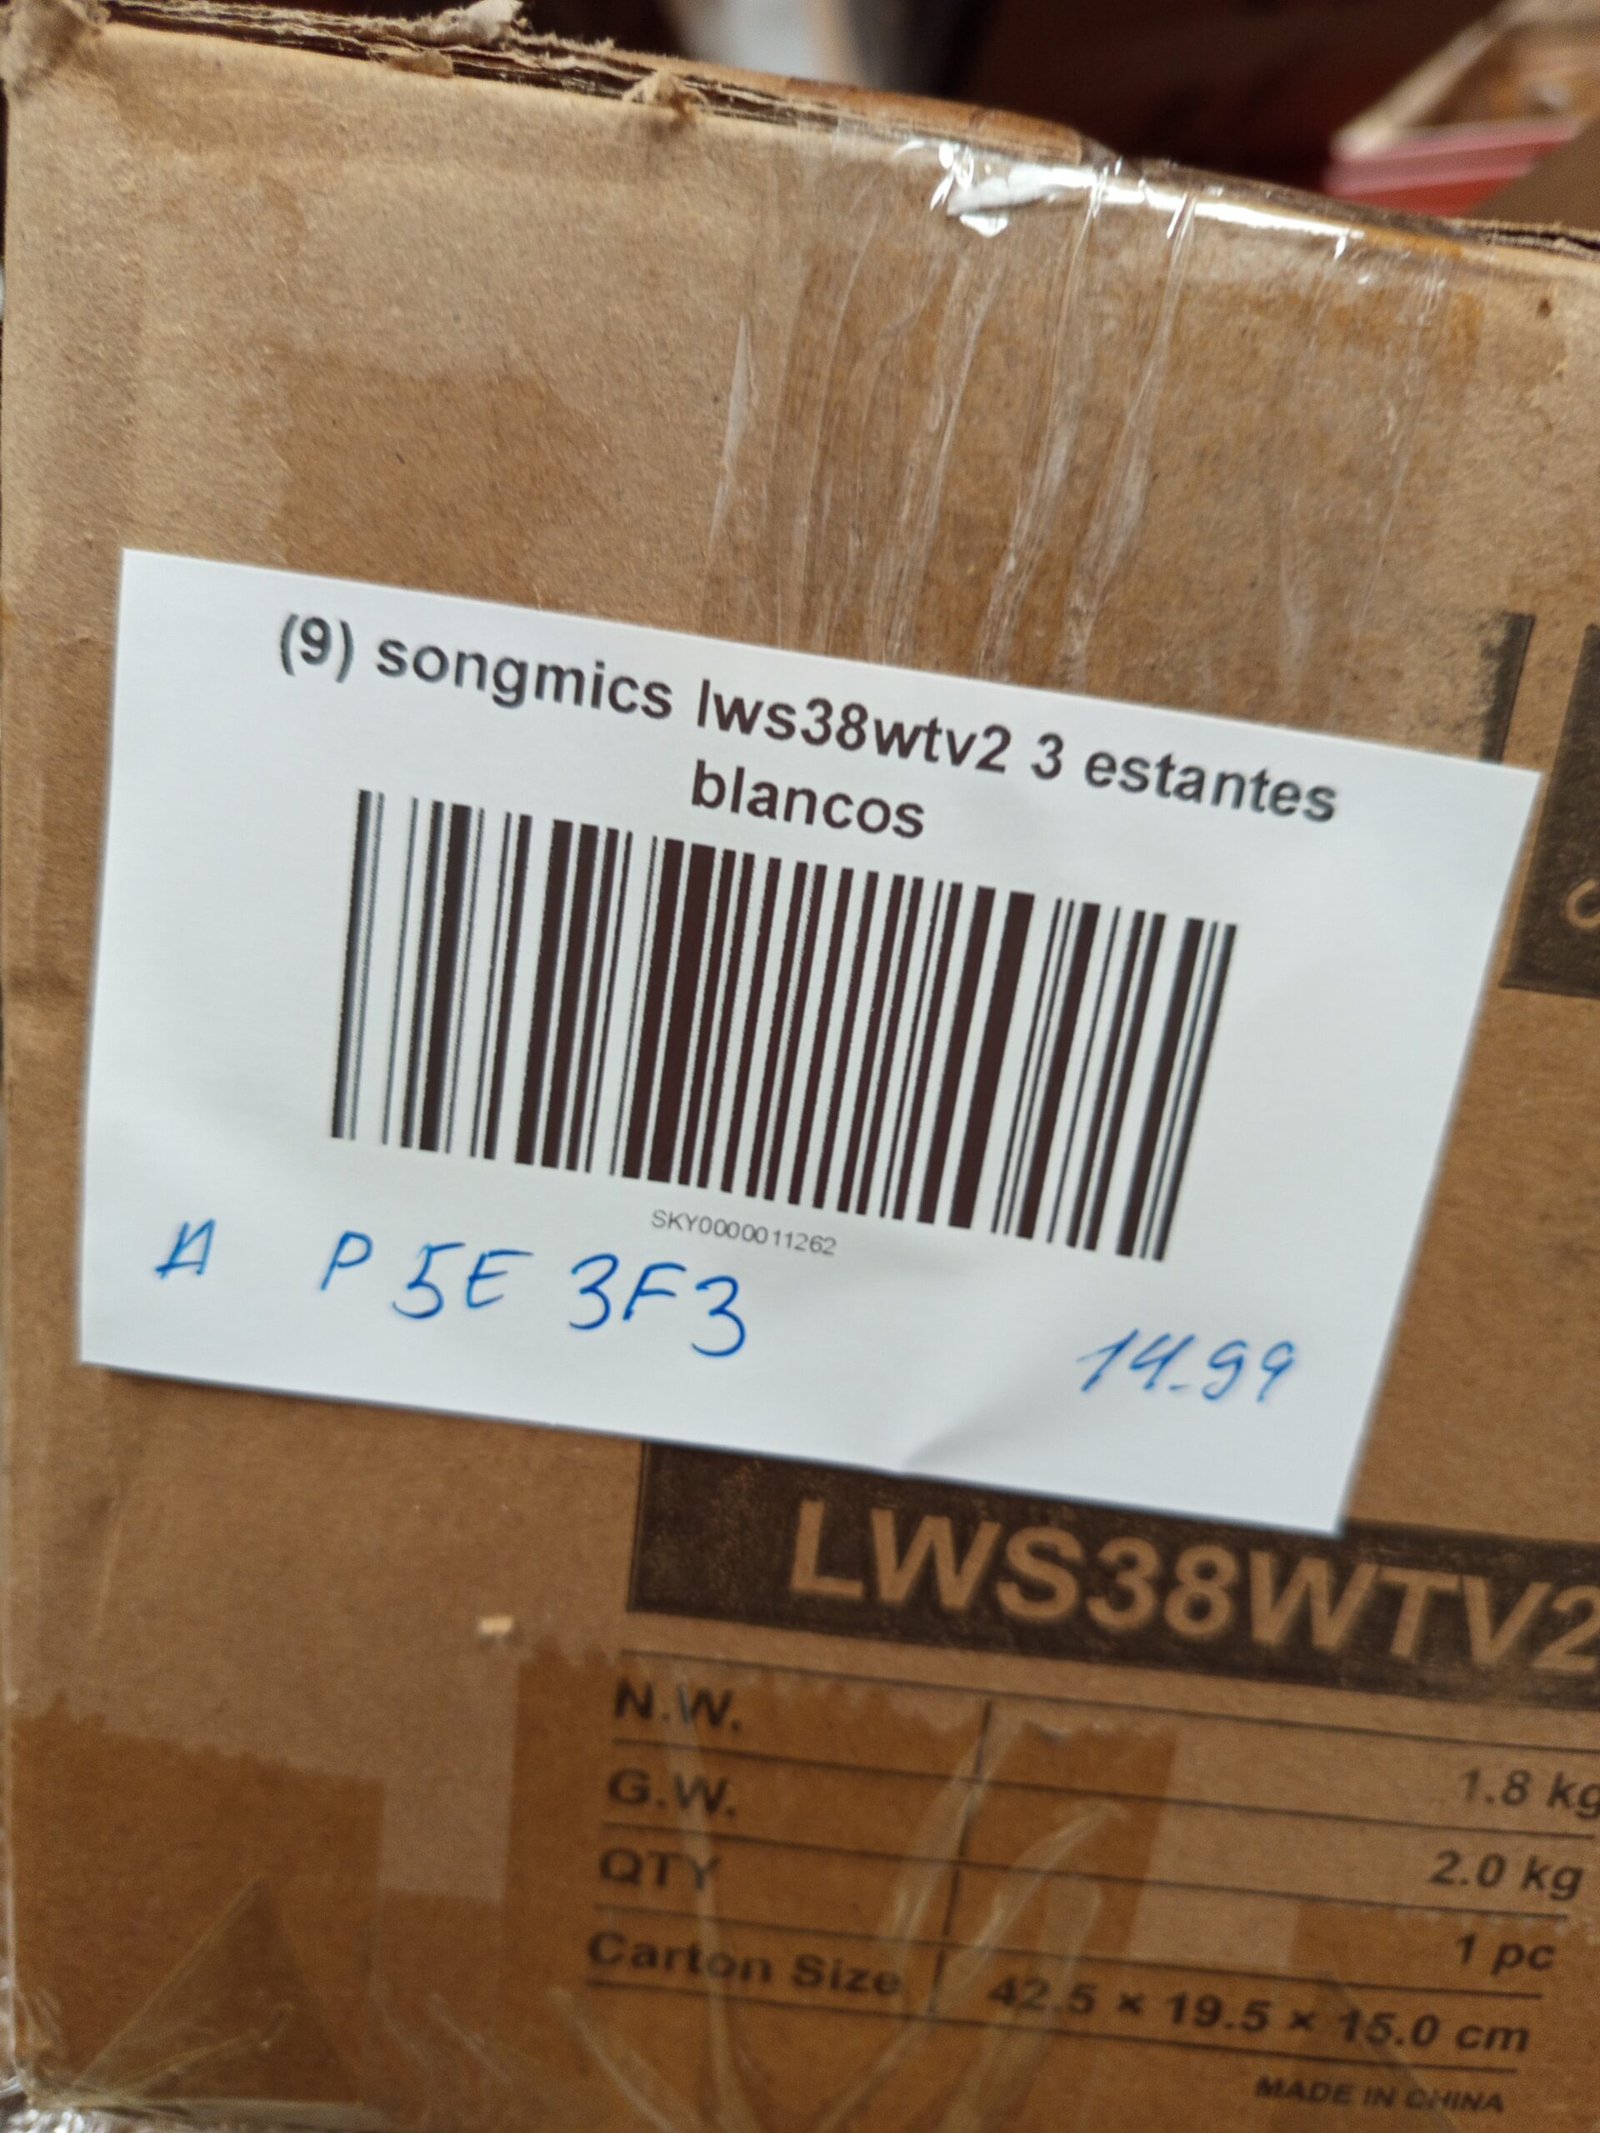 (9) songmics lws38wtv2 3 estantes
blancos
SKY0000011262
A P 5E 3F3 14.99
LWS38WTV2
N.W. 1.8 kg
G.W. 2.0 kg
QTY 1 pc
Carton Size 42.5 × 19.5 × 15.0 cm
MADE IN CHINA